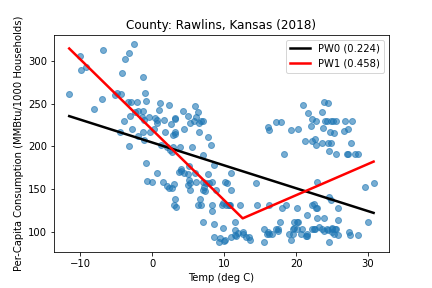 County: Rawlins, Kansas (2018)
PW0 (0.224)
PW1 (0.458)
Per-Capita Consumption (MMBtu/1000 Households)
300
250
200
150
100
−10 0 10 20 30
Temp (deg C)